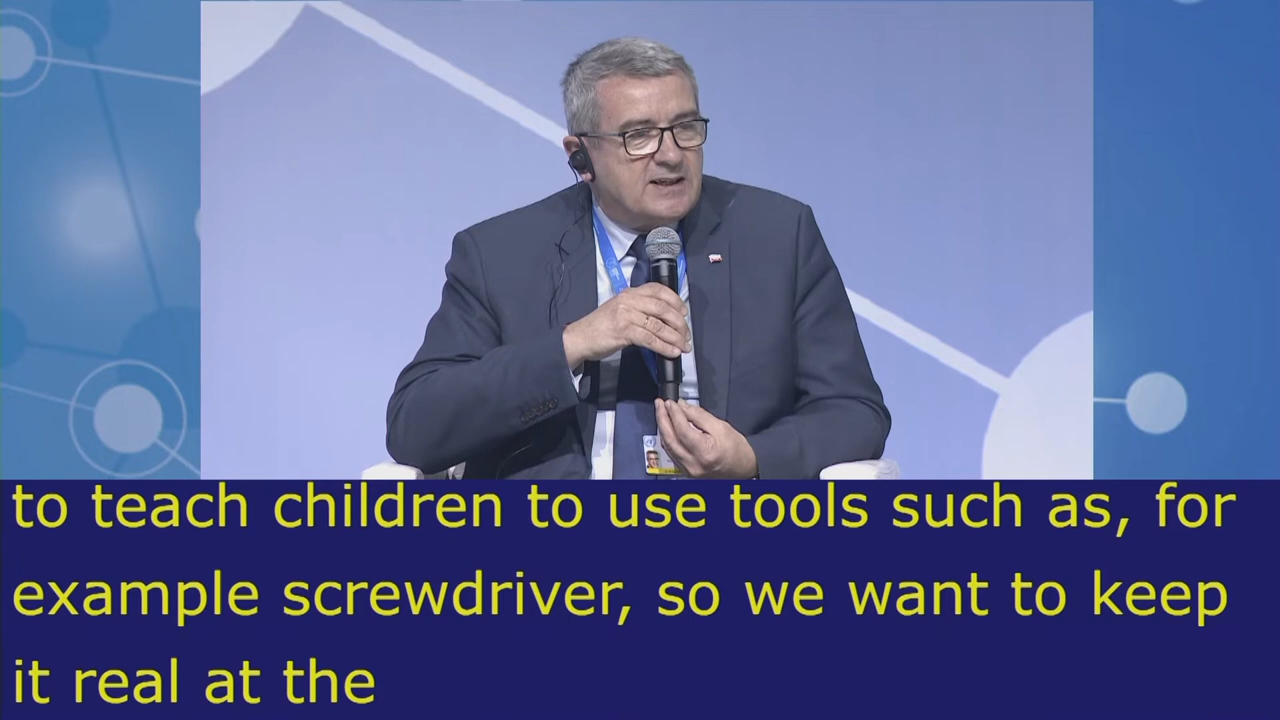 to teach children to use tools such as, for
example screwdriver, so we want to keep
it real at the